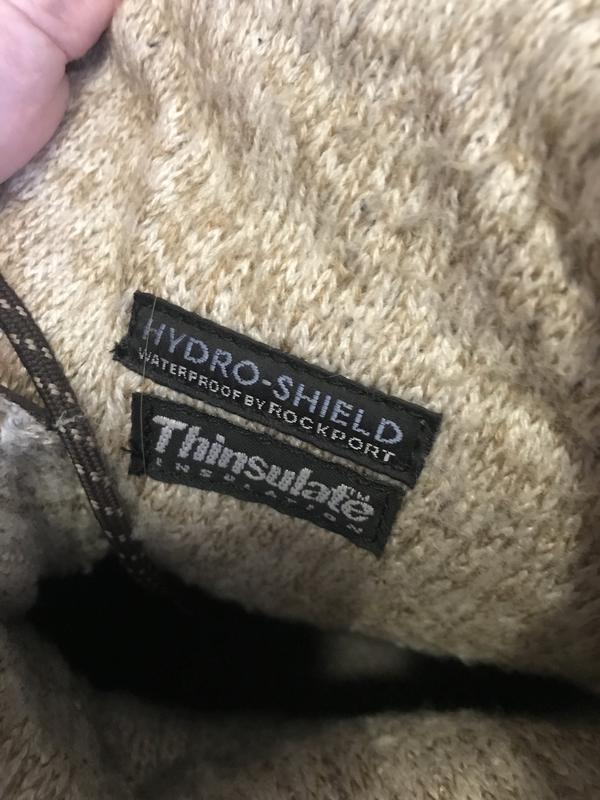 HYDRO-SHIELD
WATERPROOF BY ROCKPORT
Thinsulate™
INSULATION